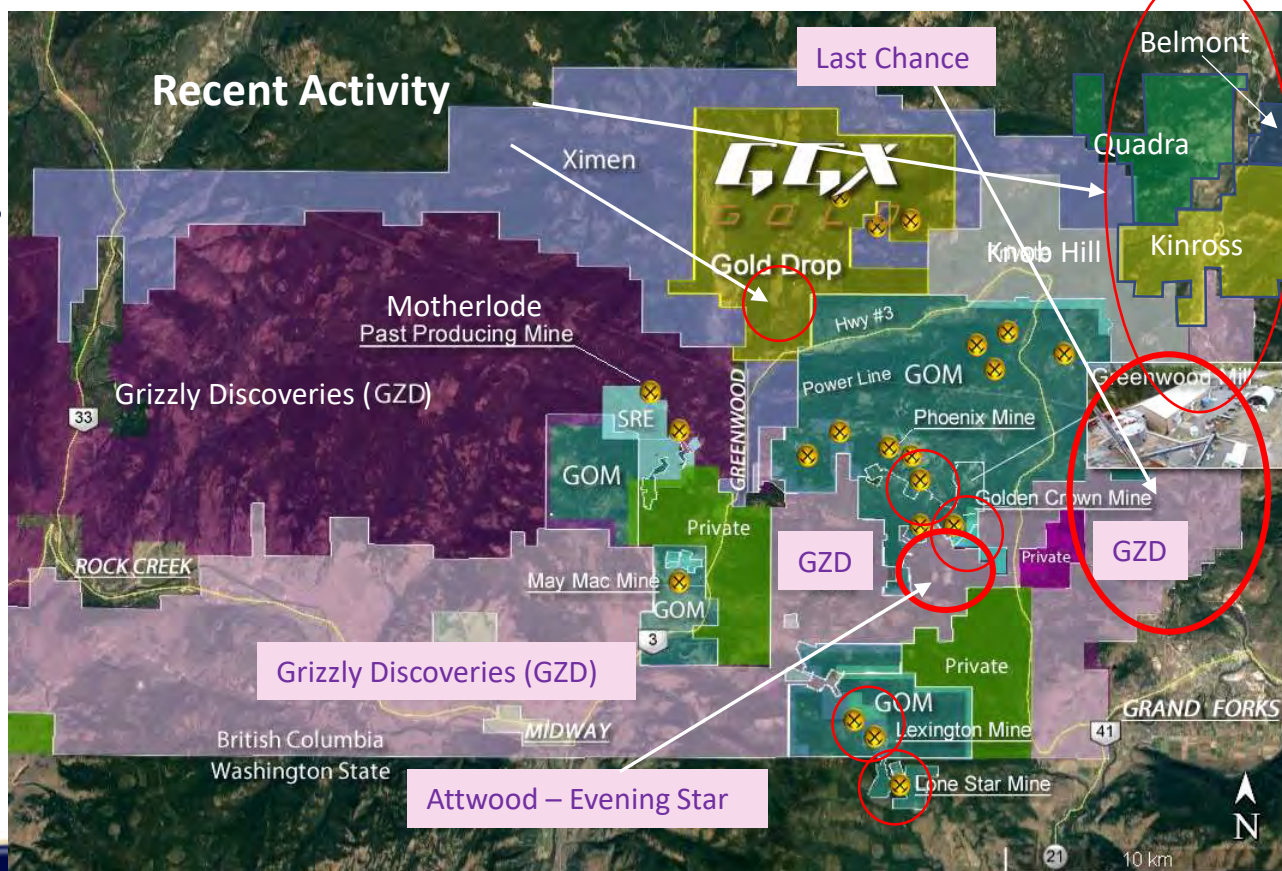 Last Chance
Belmont
Recent Activity
Quadra
Ximen
GGX
GOLD
Kinross
Knob Hill
Private
Gold Drop
Motherlode
Past Producing Mine
Hwy #3
Greenwood Mill
Grizzly Discoveries (GZD)
33
Power Line
GOM
SRE
GREENWOOD
Phoenix Mine
GOM
Golden Crown Mine
Private
GZD
Private
GZD
ROCK CREEK
May Mac Mine
GOM
3
Grizzly Discoveries (GZD)
Private
GOM
GRAND FORKS
MIDWAY
Lexington Mine
41
British Columbia
Washington State
Attwood – Evening Star
Lone Star Mine
N
21
10 km